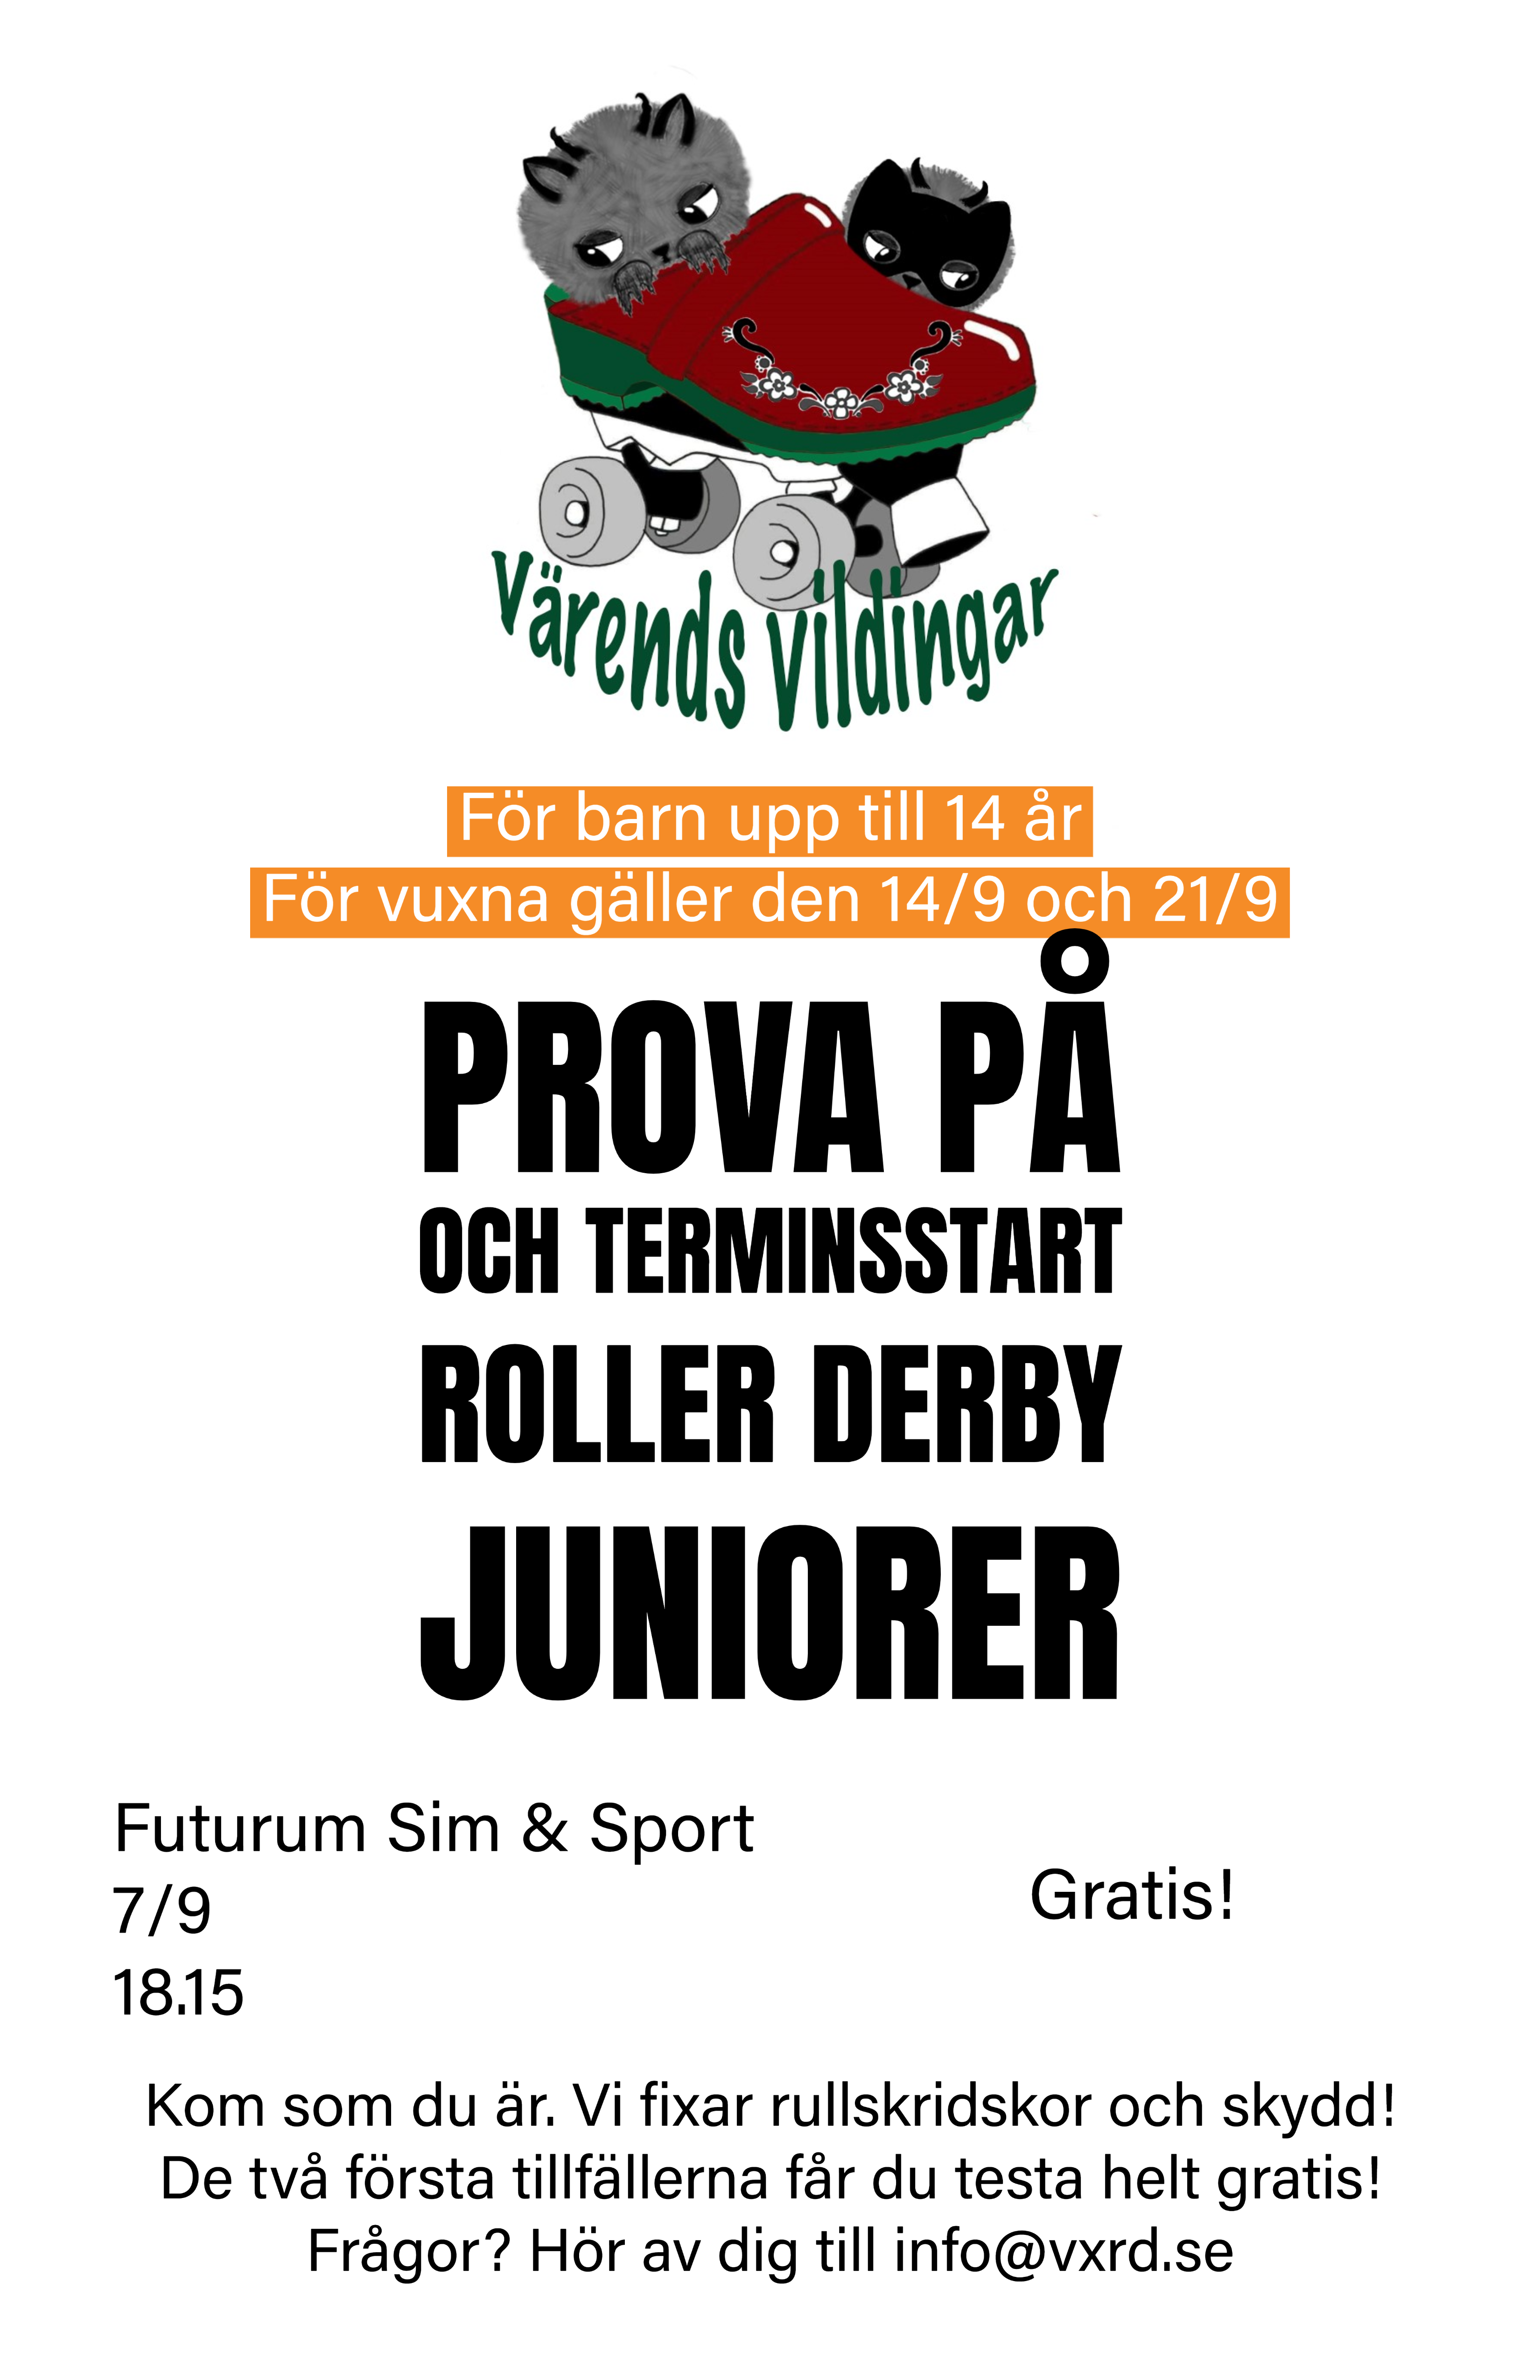 Värends vildingar
För barn upp till 14 år
För vuxna gäller den 14/9 och 21/9
PROVA PÅ
OCH TERMINSSTART
ROLLER DERBY
JUNIORER
Futurum Sim & Sport
7/9
18.15
Gratis!
Kom som du är. Vi fixar rullskridskor och skydd!
De två första tillfällerna får du testa helt gratis!
Frågor? Hör av dig till info@vxrd.se